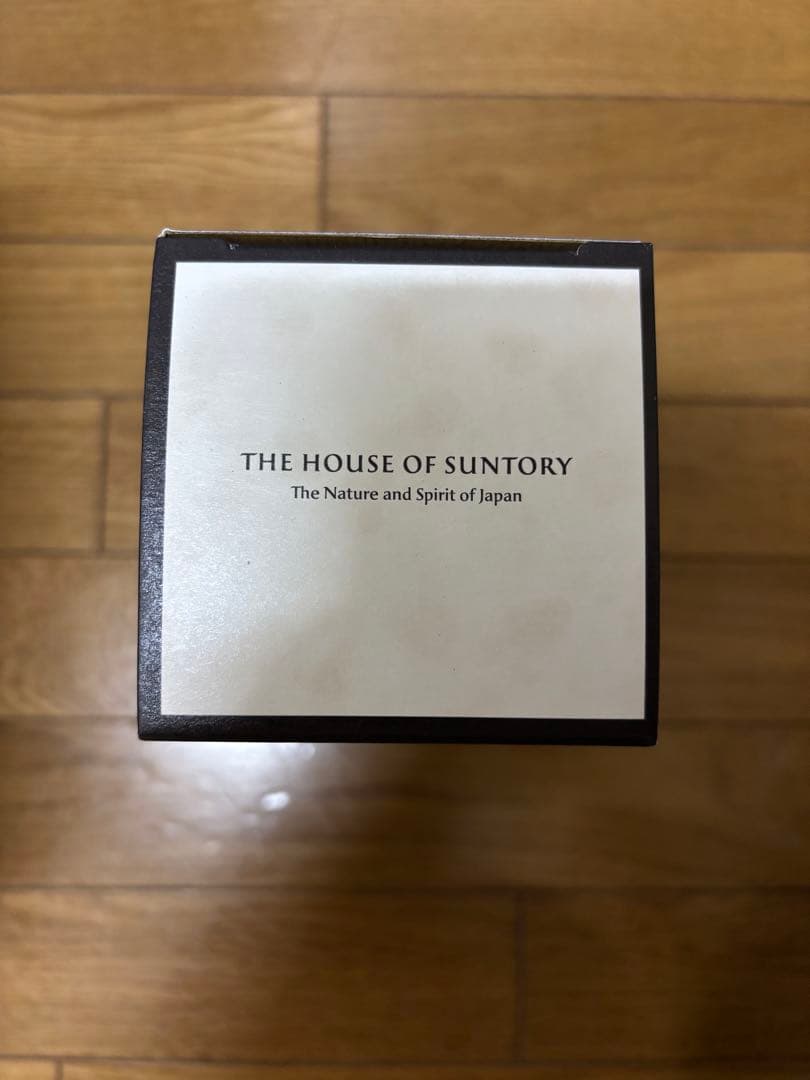 THE HOUSE OF SUNTORY
The Nature and Spirit of Japan